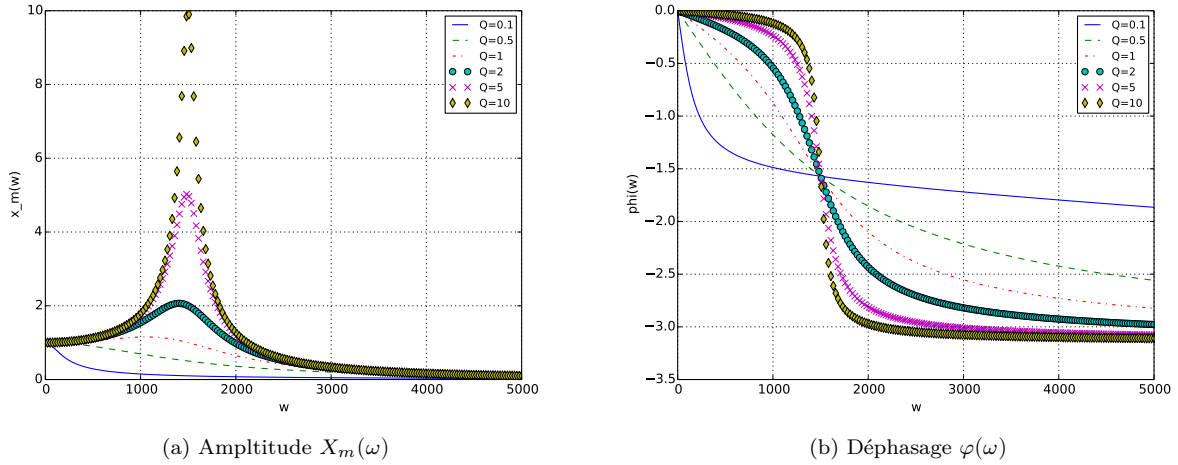 10
8
6
4
2
0
x_m(w)
0 1000 2000 3000 4000 5000
w
Q=0.1
Q=0.5
Q=1
Q=2
Q=5
Q=10
(a) Ampltitude X_m(ω)
0.0
−0.5
−1.0
−1.5
−2.0
−2.5
−3.0
−3.5
phi(w)
0 1000 2000 3000 4000 5000
w
Q=0.1
Q=0.5
Q=1
Q=2
Q=5
Q=10
(b) Déphasage φ(ω)